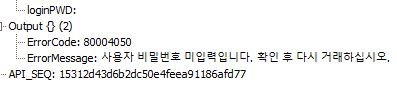 loginPWD:
Output {} (2)
ErrorCode: 80004050
ErrorMessage: 사용자 비밀번호 미입력입니다. 확인 후 다시 거래하십시오.
API_SEQ: 15312d43d6b2dc50e4feea91186afd77